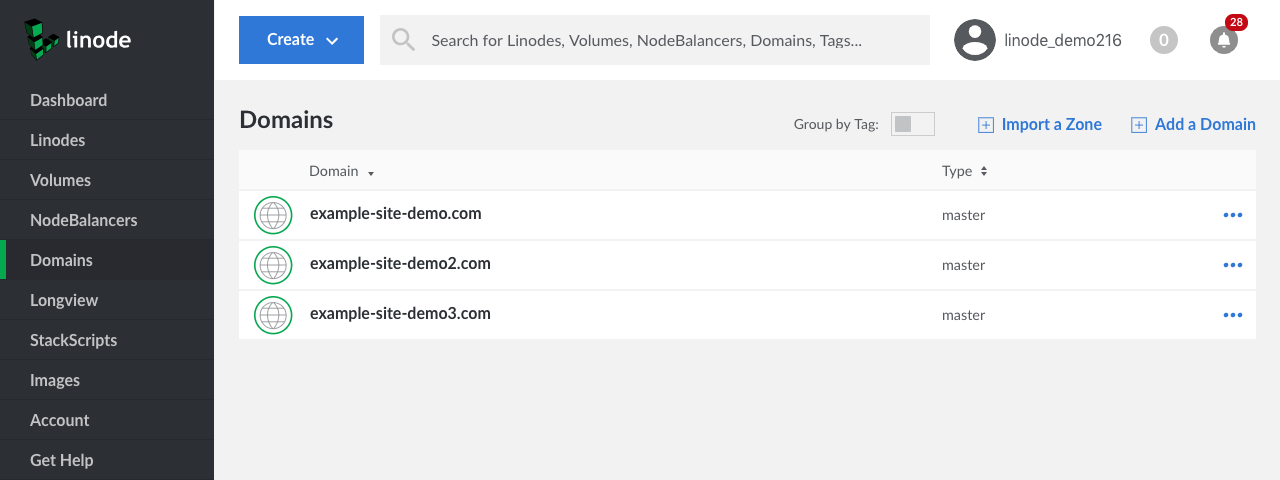 linode
Create
Search for Linodes, Volumes, NodeBalancers, Domains, Tags...
linode_demo216
0
28
Dashboard
Linodes
Volumes
NodeBalancers
Domains
Longview
StackScripts
Images
Account
Get Help
Domains
Group by Tag:
Import a Zone
Add a Domain
Domain
Type
example-site-demo.com
master
example-site-demo2.com
master
example-site-demo3.com
master